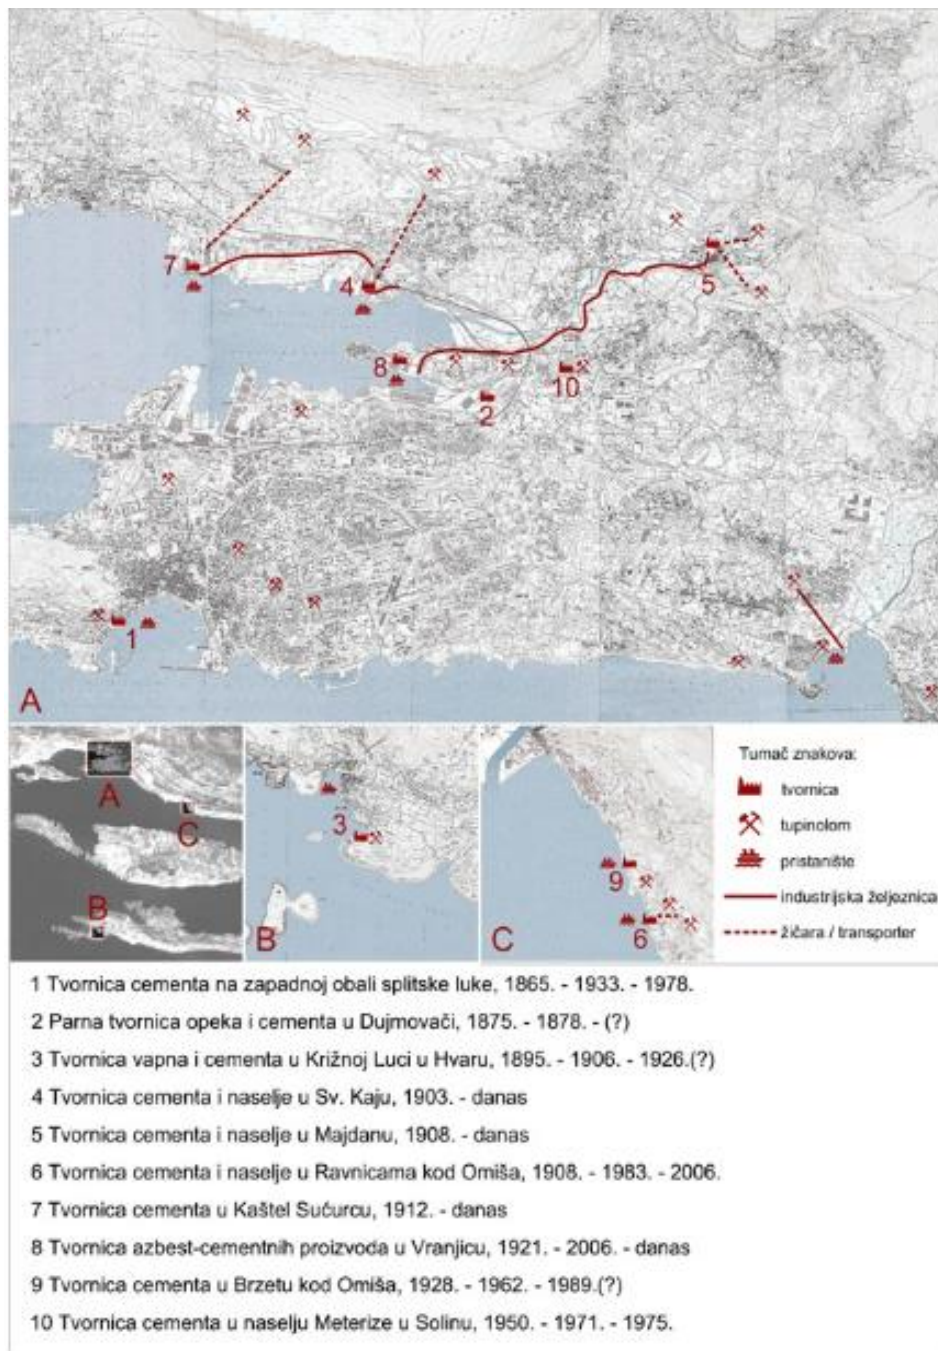 7
4
5
8
10
2
1
A
A
C
B
3
B
9
6
C
Tumač znakova:
tvornica
tupinolom
pristanište
industrijska željeznica
žičara / transporter
1 Tvornica cementa na zapadnoj obali splitske luke, 1865. - 1933. - 1978.
2 Parna tvornica opeka i cementa u Dujmovači, 1875. - 1878. - (?)
3 Tvornica vapna i cementa u Križnoj Luci u Hvaru, 1895. - 1906. - 1926.(?)
4 Tvornica cementa i naselje u Sv. Kaju, 1903. - danas
5 Tvornica cementa i naselje u Majdanu, 1908. - danas
6 Tvornica cementa i naselje u Ravnicama kod Omiša, 1908. - 1983. - 2006.
7 Tvornica cementa u Kaštel Sućurcu, 1912. - danas
8 Tvornica azbest-cementnih proizvoda u Vranjicu, 1921. - 2006. - danas
9 Tvornica cementa u Brzetu kod Omiša, 1928. - 1962. - 1989.(?)
10 Tvornica cementa u naselju Meterize u Solinu, 1950. - 1971. - 1975.